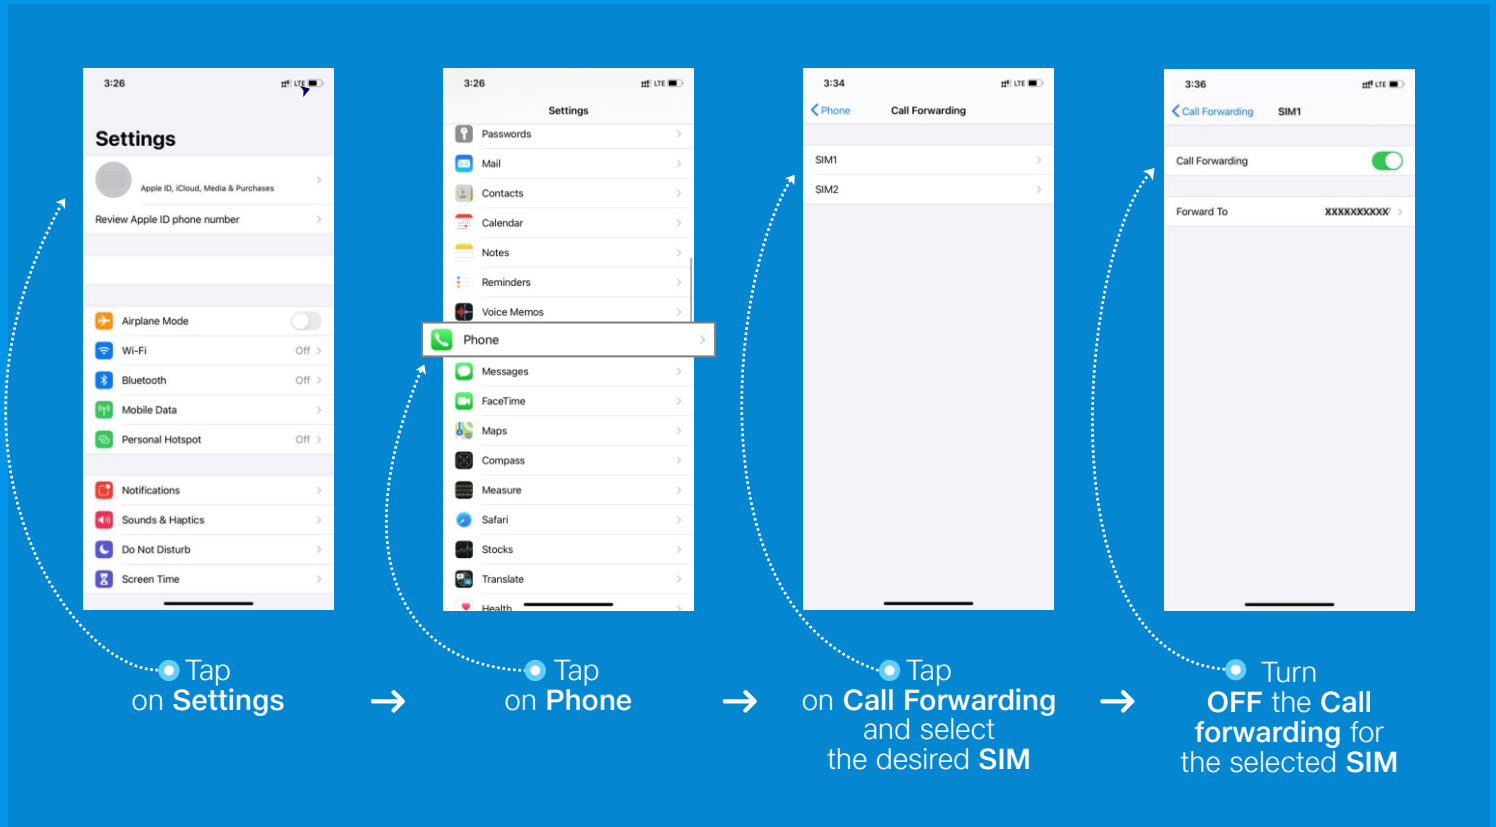 3:26
LTE
Settings
Apple ID, iCloud, Media & Purchases
Review Apple ID phone number
Airplane Mode
Wi-Fi Off
Bluetooth Off
Mobile Data
Personal Hotspot Off
Notifications
Sounds & Haptics
Do Not Disturb
Screen Time
Tap
on Settings
3:26
LTE
Settings
Passwords
Mail
Contacts
Calendar
Notes
Reminders
Voice Memos
Phone
Messages
FaceTime
Maps
Compass
Measure
Safari
Stocks
Translate
Health
Tap
on Phone
3:34
LTE
Phone Call Forwarding
SIM1
SIM2
Tap
on Call Forwarding
and select
the desired SIM
3:36
LTE
Call Forwarding SIM1
Call Forwarding
Forward To XXXXXXXXXX
Turn
OFF the Call
forwarding for
the selected SIM